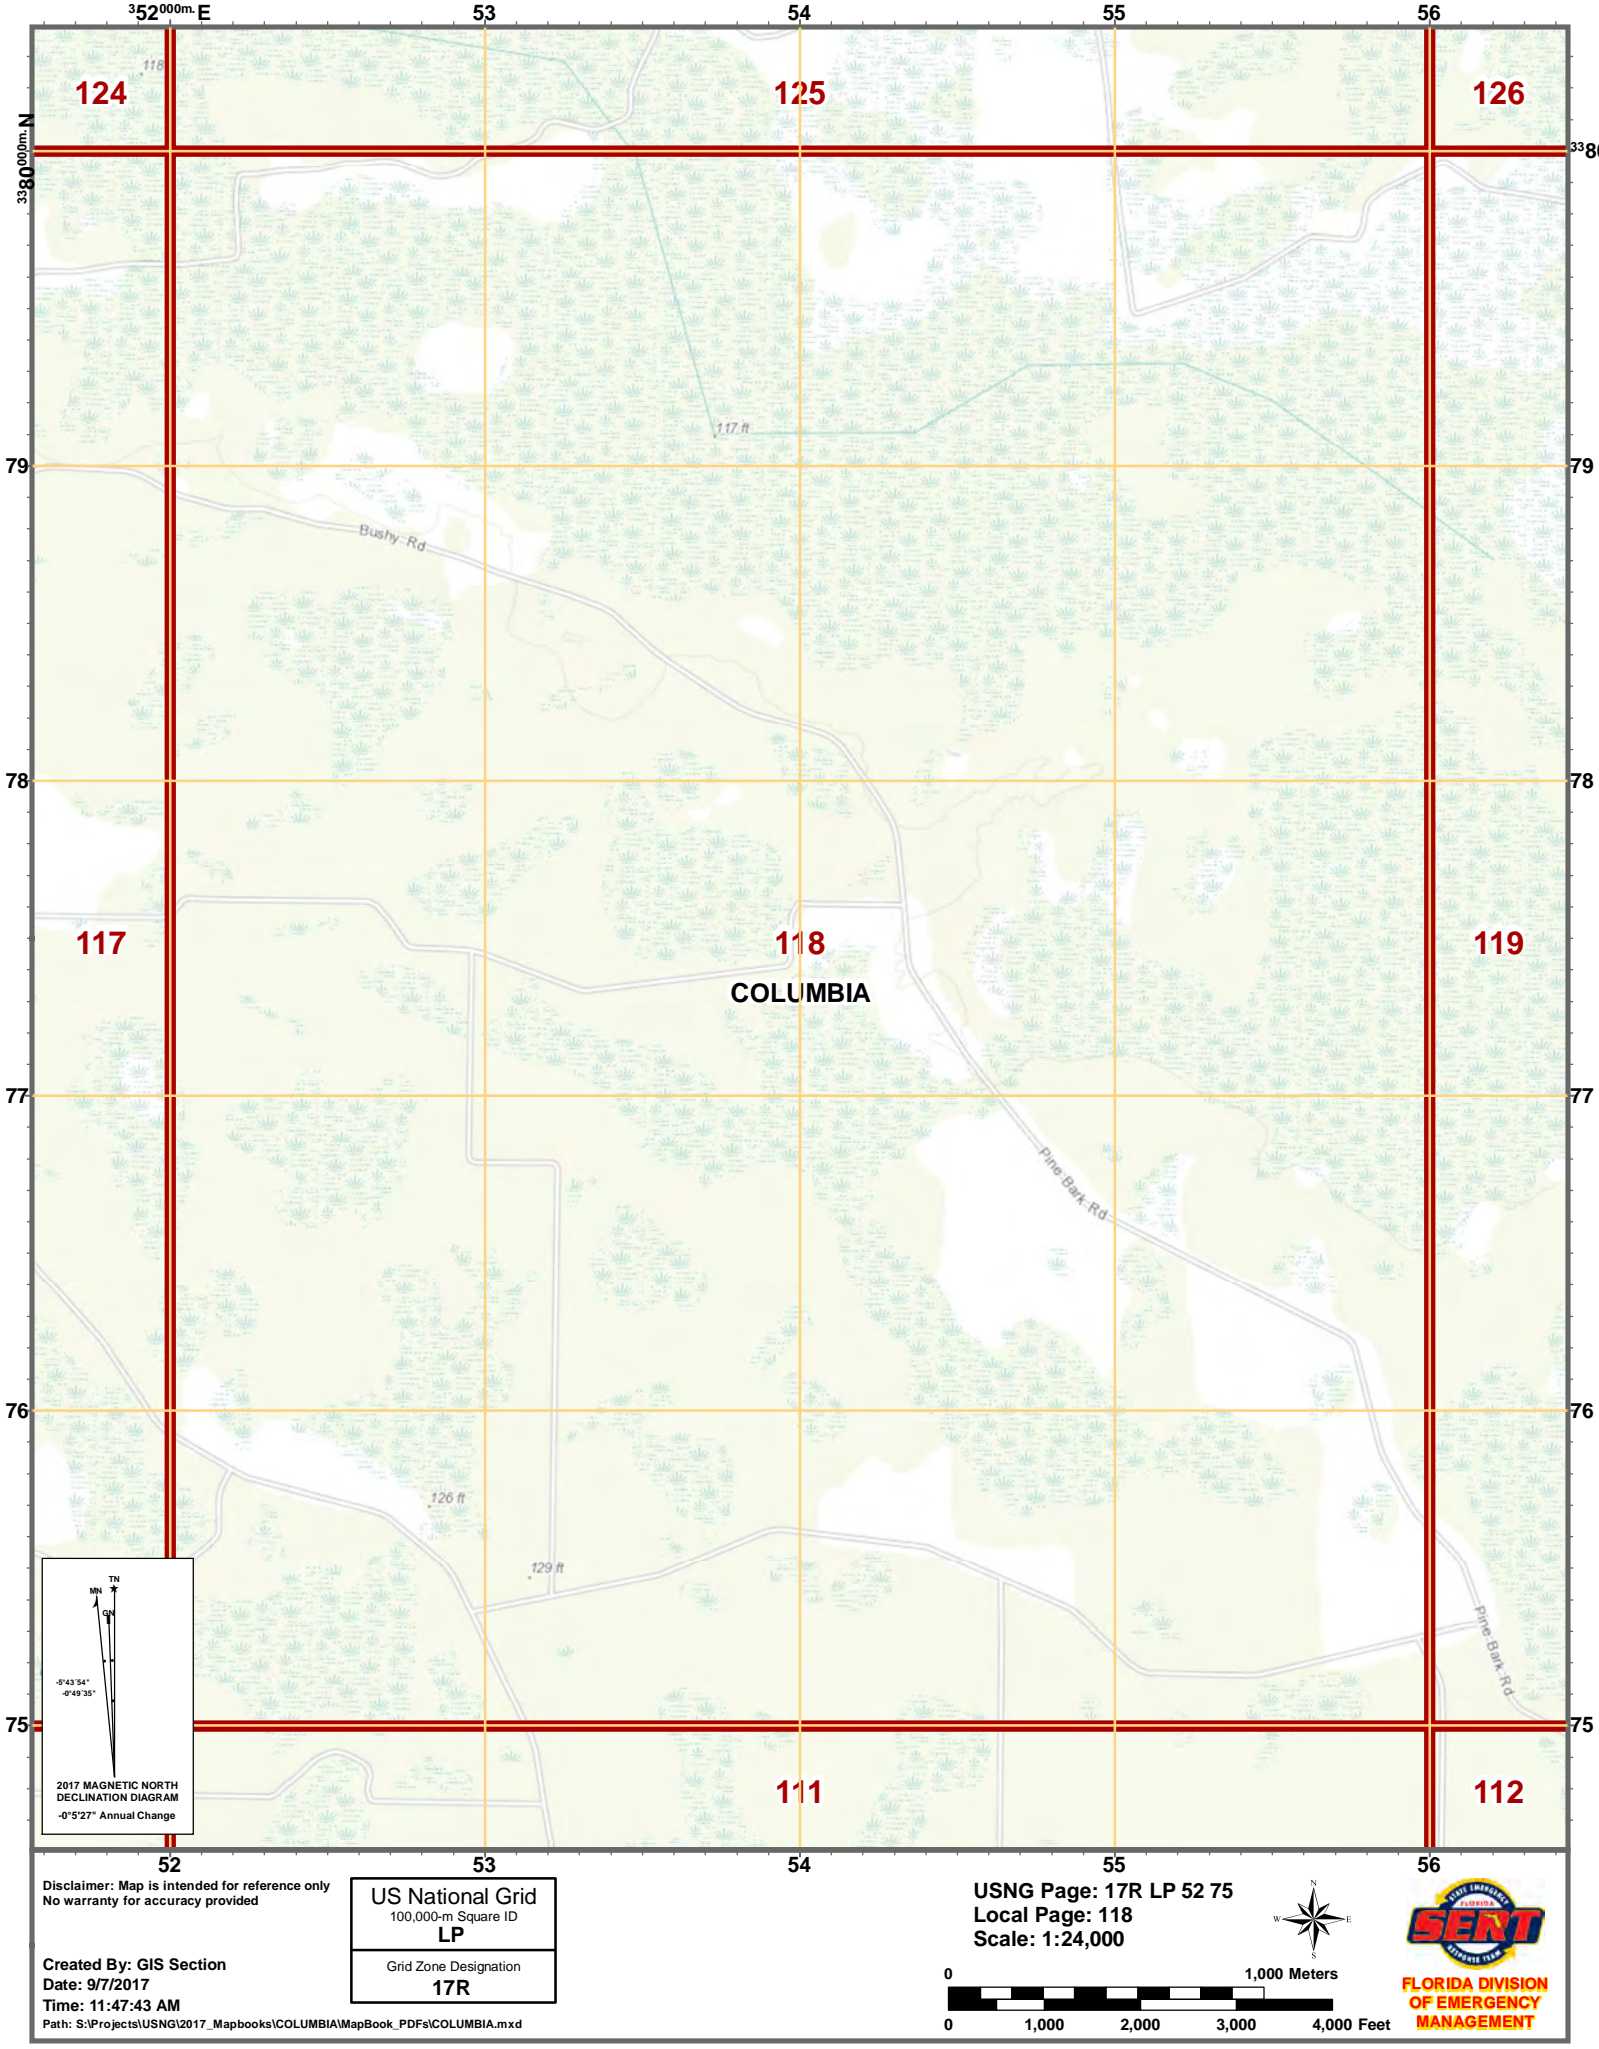 352000m. E 53 54 55 56
118
124 125 126
3380000m. N
3380
117 ft
79 79
Bushy Rd
78 78
117 118 119
COLUMBIA
77 77
Pine Bark Rd
76 76
126 ft
129 ft
TN
MN
GN
Pine Bark Rd
-5°43'54"
-0°49'35"
75 75
2017 MAGNETIC NORTH
DECLINATION DIAGRAM
-0°5'27" Annual Change
111 112
52 53 54 55 56
Disclaimer: Map is intended for reference only
No warranty for accuracy provided
Created By: GIS Section
Date: 9/7/2017
Time: 11:47:43 AM
Path: S:\Projects\USNG\2017_Mapbooks\COLUMBIA\MapBook_PDFs\COLUMBIA.mxd
US National Grid
100,000-m Square ID
LP
Grid Zone Designation
17R
USNG Page: 17R LP 52 75
Local Page: 118
Scale: 1:24,000
N
W E
S
0 1,000 Meters
0 1,000 2,000 3,000 4,000 Feet
STATE EMERGENCY
FLORIDA
SERT
RESPONSE TEAM
FLORIDA DIVISION
OF EMERGENCY
MANAGEMENT